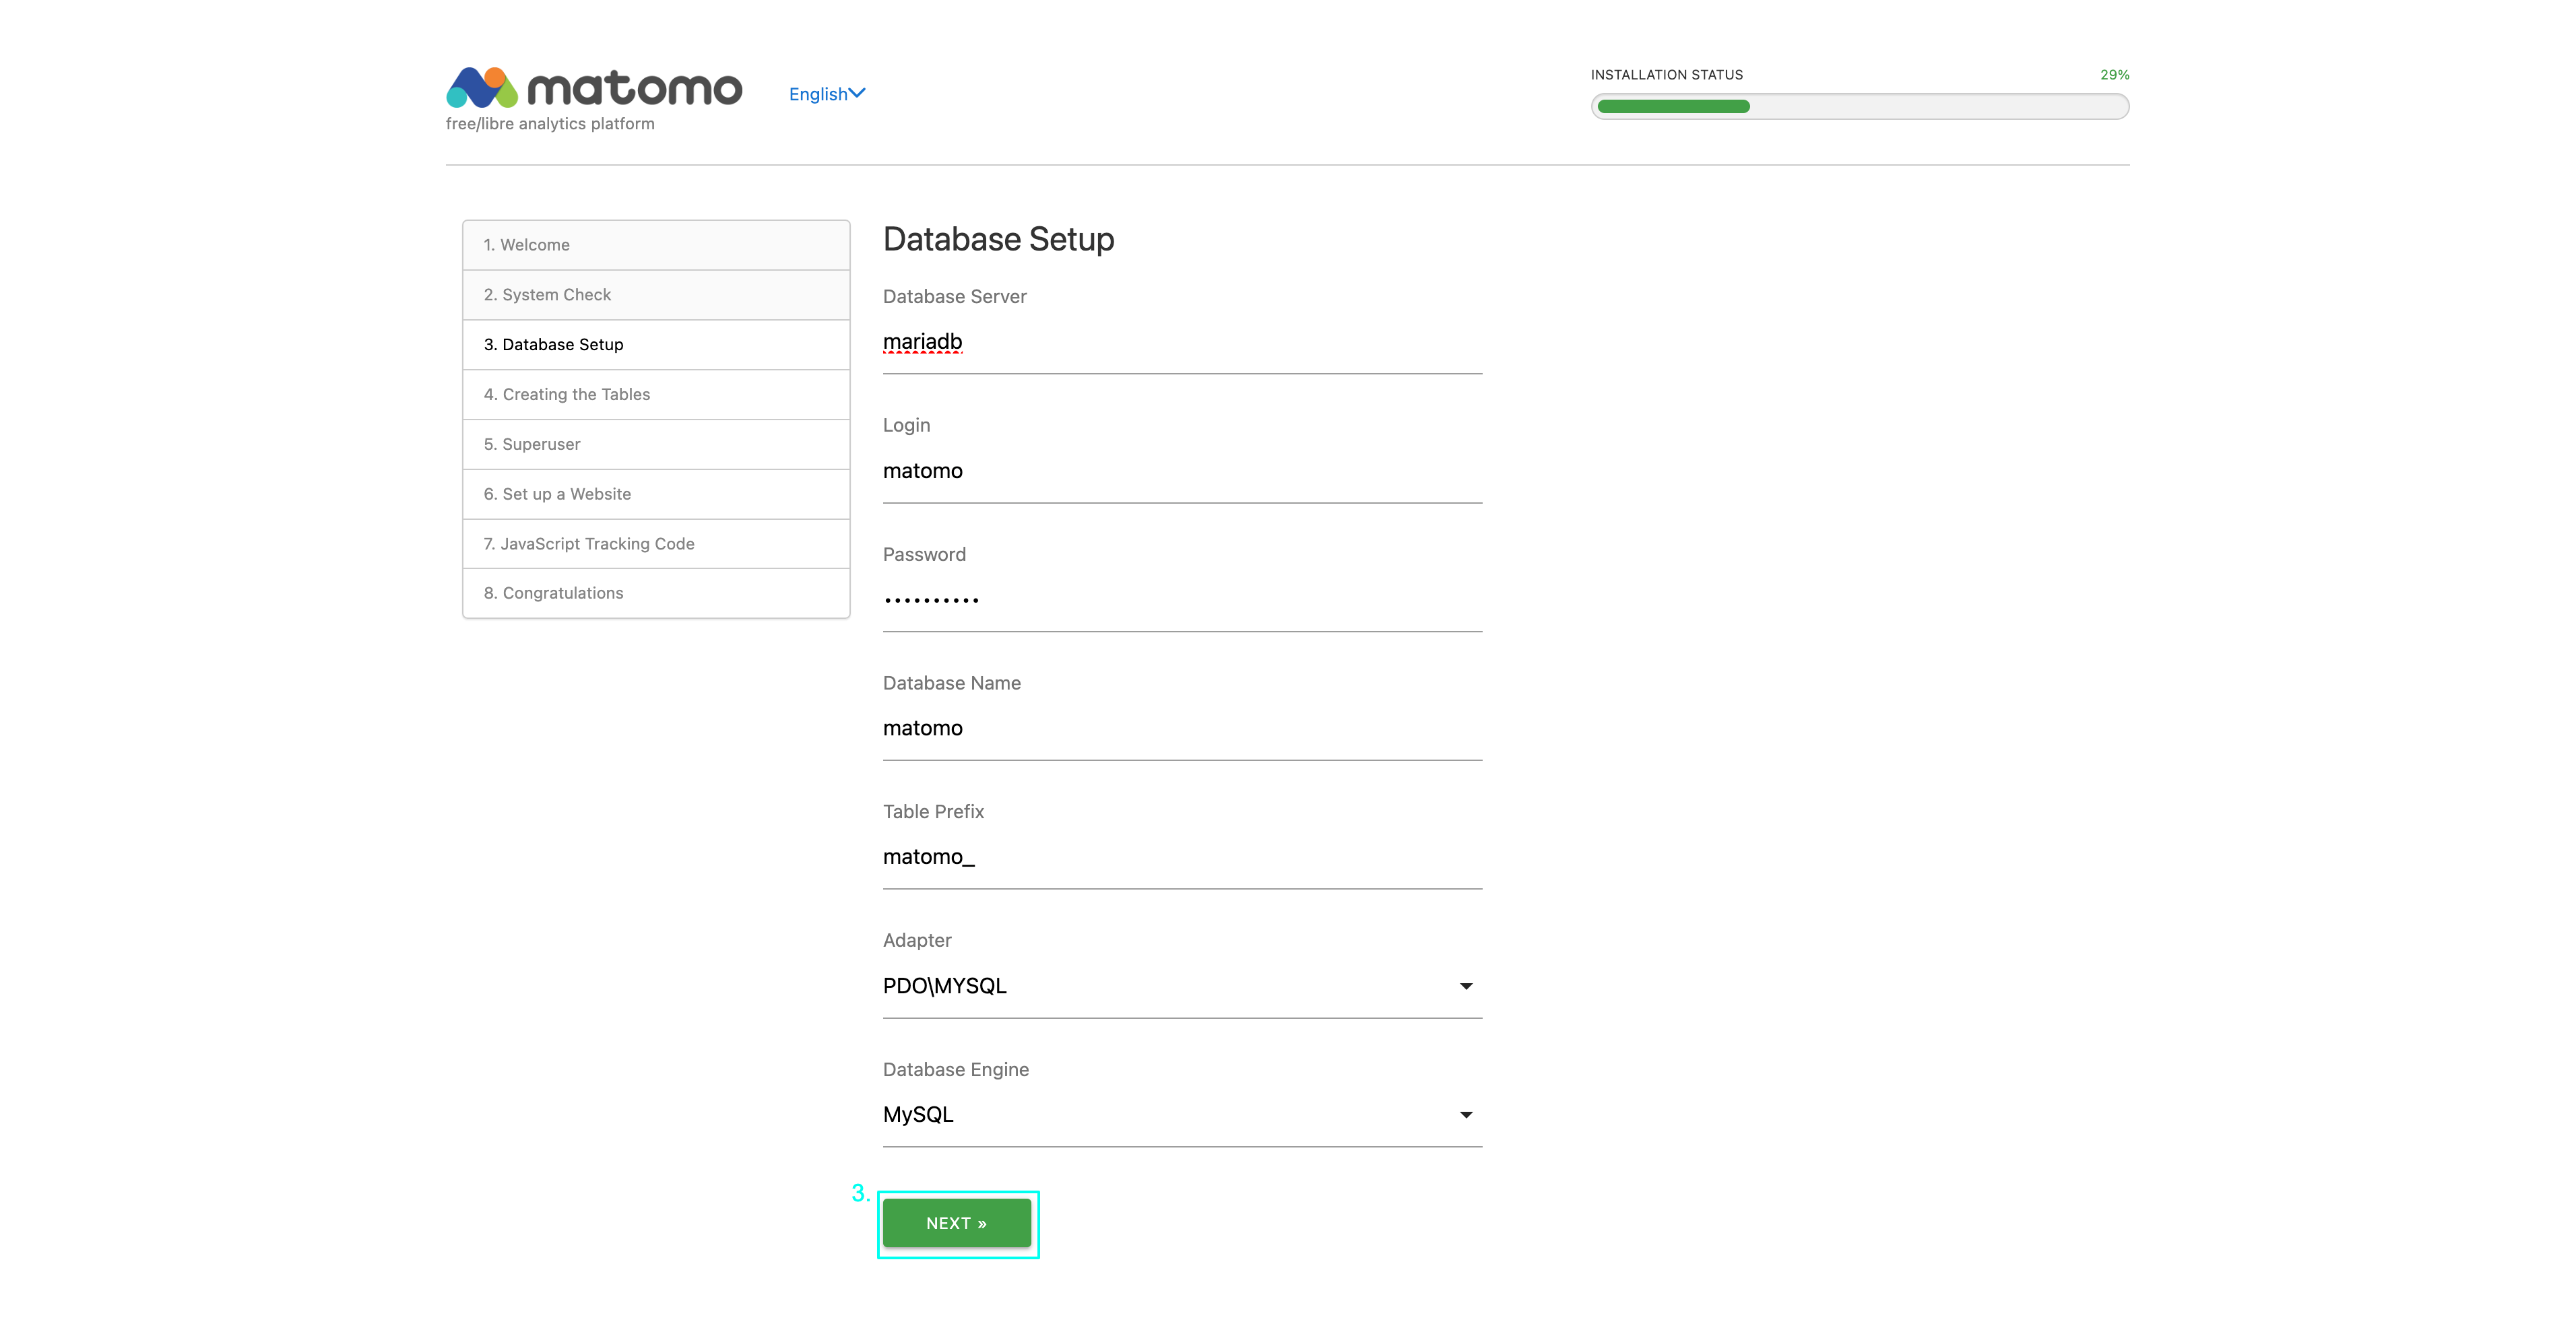 matomo
free/libre analytics platform
English
INSTALLATION STATUS
29%
1. Welcome
2. System Check
3. Database Setup
4. Creating the Tables
5. Superuser
6. Set up a Website
7. JavaScript Tracking Code
8. Congratulations
Database Setup
Database Server
mariadb
Login
matomo
Password
••••••••••
Database Name
matomo
Table Prefix
matomo_
Adapter
PDO\MYSQL
Database Engine
MySQL
3.
NEXT »